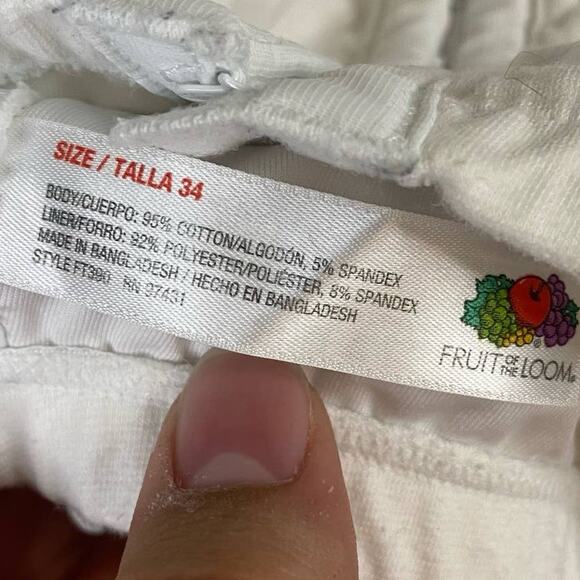 SIZE / TALLA 34
BODY/CUERPO: 95% COTTON/ALGODÓN, 5% SPANDEX
LINER/FORRO: 92% POLYESTER/POLIÉSTER, 8% SPANDEX
MADE IN BANGLADESH / HECHO EN BANGLADESH
STYLE FT390 RN 97431
FRUIT OF THE LOOM®